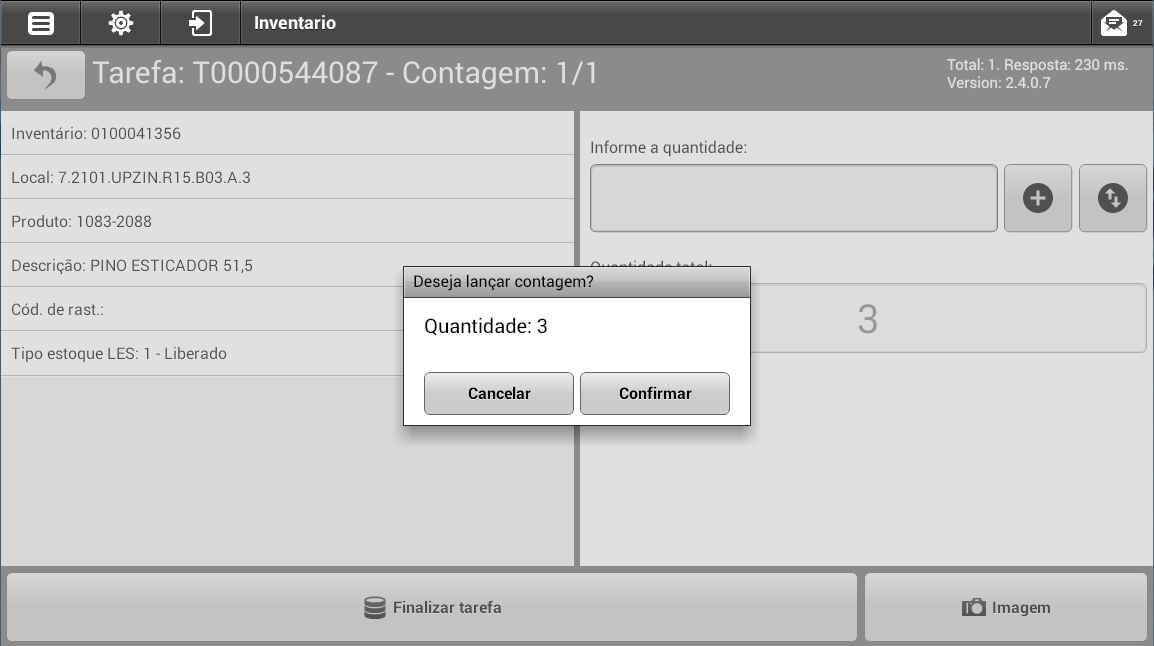 Inventario
27
Tarefa: T0000544087 - Contagem: 1/1
Total: 1. Resposta: 230 ms.
Version: 2.4.0.7
Inventário: 0100041356
Local: 7.2101.UPZIN.R15.B03.A.3
Produto: 1083-2088
Descrição: PINO ESTICADOR 51,5
Cód. de rast.:
Tipo estoque LES: 1 - Liberado
Informe a quantidade:
Quantidade total:
3
Deseja lançar contagem?
Quantidade: 3
Cancelar
Confirmar
Finalizar tarefa
Imagem